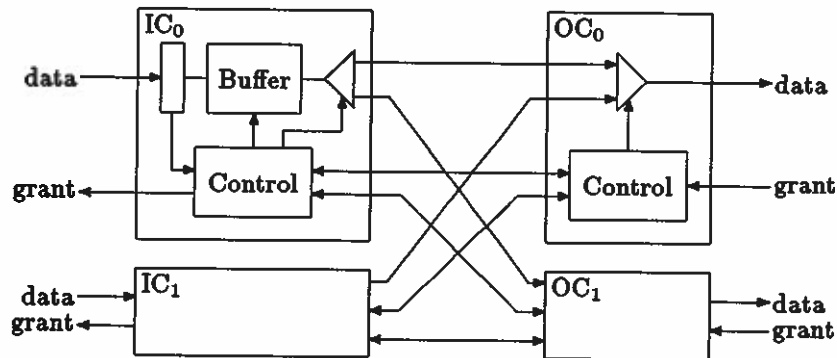 IC₀ OC₀
data Buffer data
grant Control Control grant
IC₁ OC₁
data data
grant grant